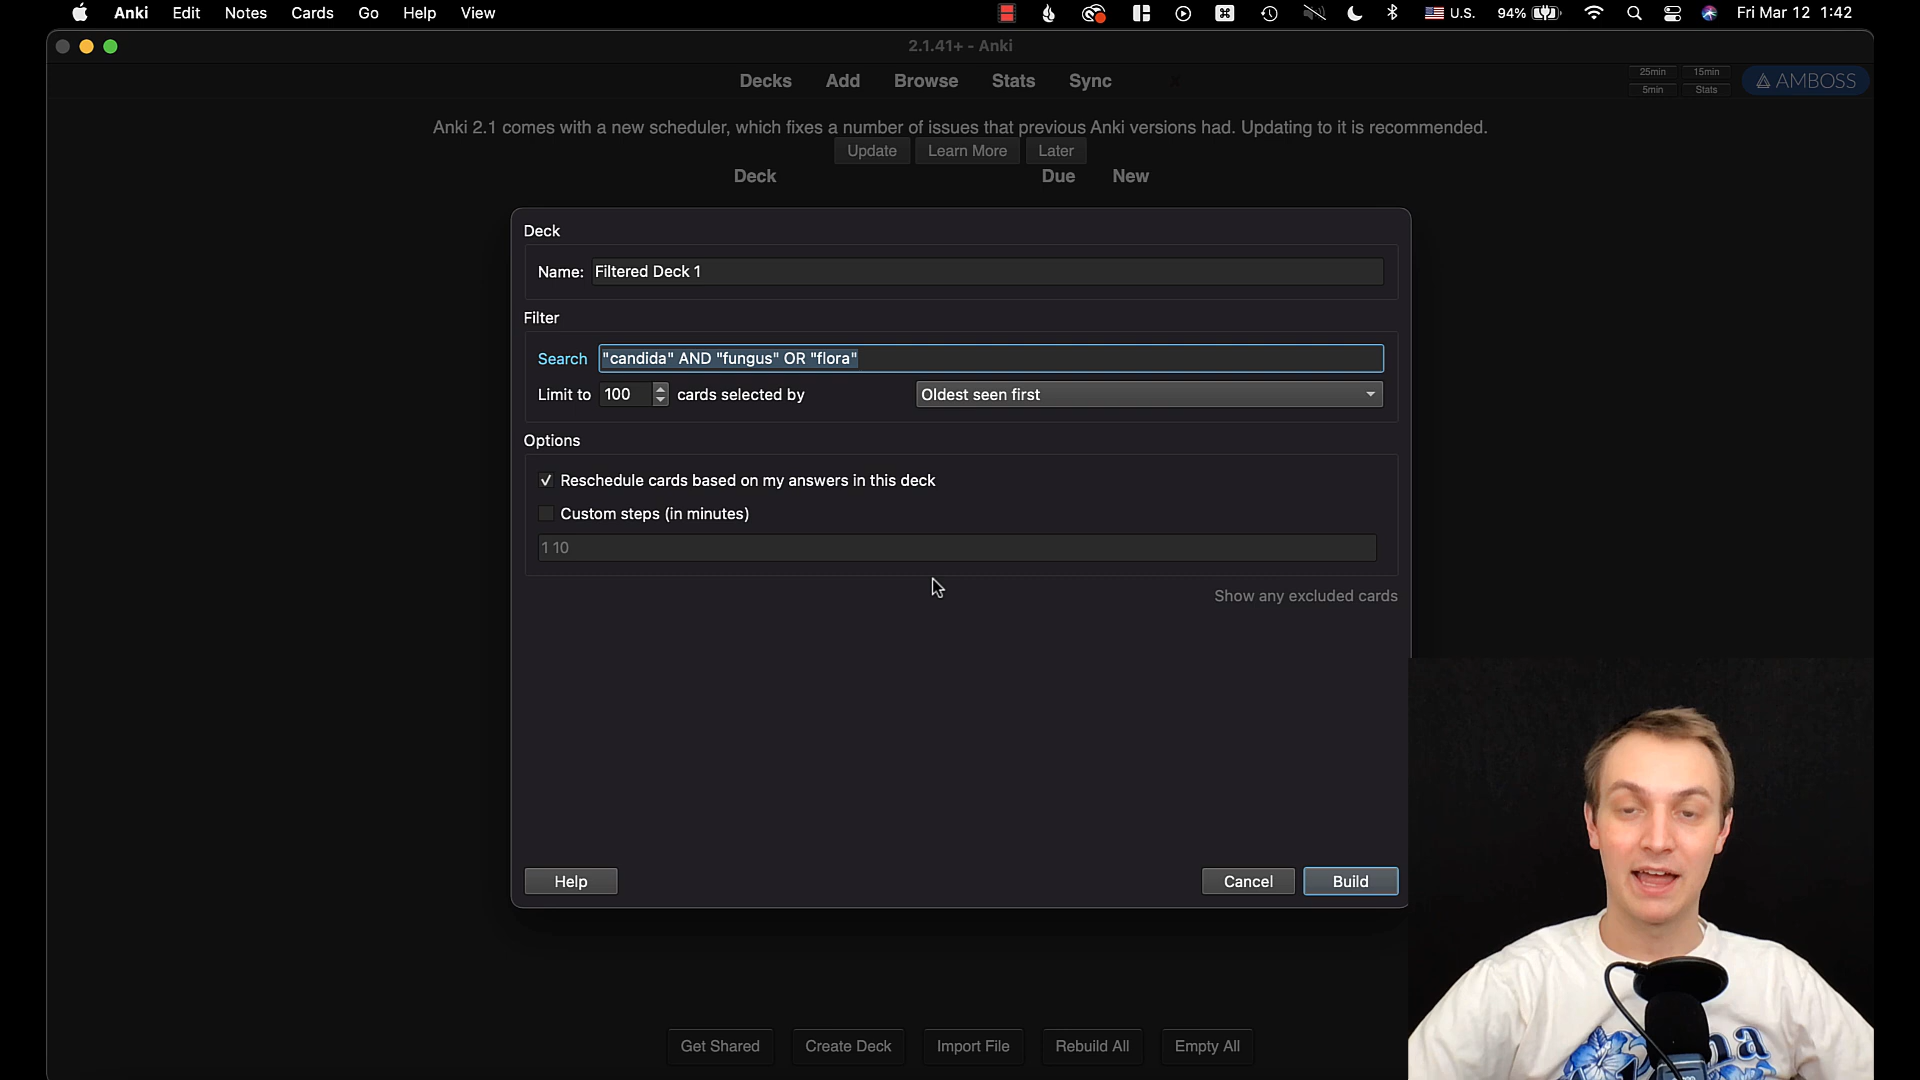 Anki Edit Notes Cards Go Help View U.S. 94% Fri Mar 12 1:42
2.1.41+ - Anki
Decks Add Browse Stats Sync
25min 15min
5min Stats
AMBOSS
Anki 2.1 comes with a new scheduler, which fixes a number of issues that previous Anki versions had. Updating to it is recommended.
Update Learn More Later
Deck Due New
Deck
Name: Filtered Deck 1
Filter
Search "candida" AND "fungus" OR "flora"
Limit to 100 cards selected by Oldest seen first
Options
Reschedule cards based on my answers in this deck
Custom steps (in minutes)
1 10
Show any excluded cards
Help Cancel Build
Get Shared Create Deck Import File Rebuild All Empty All